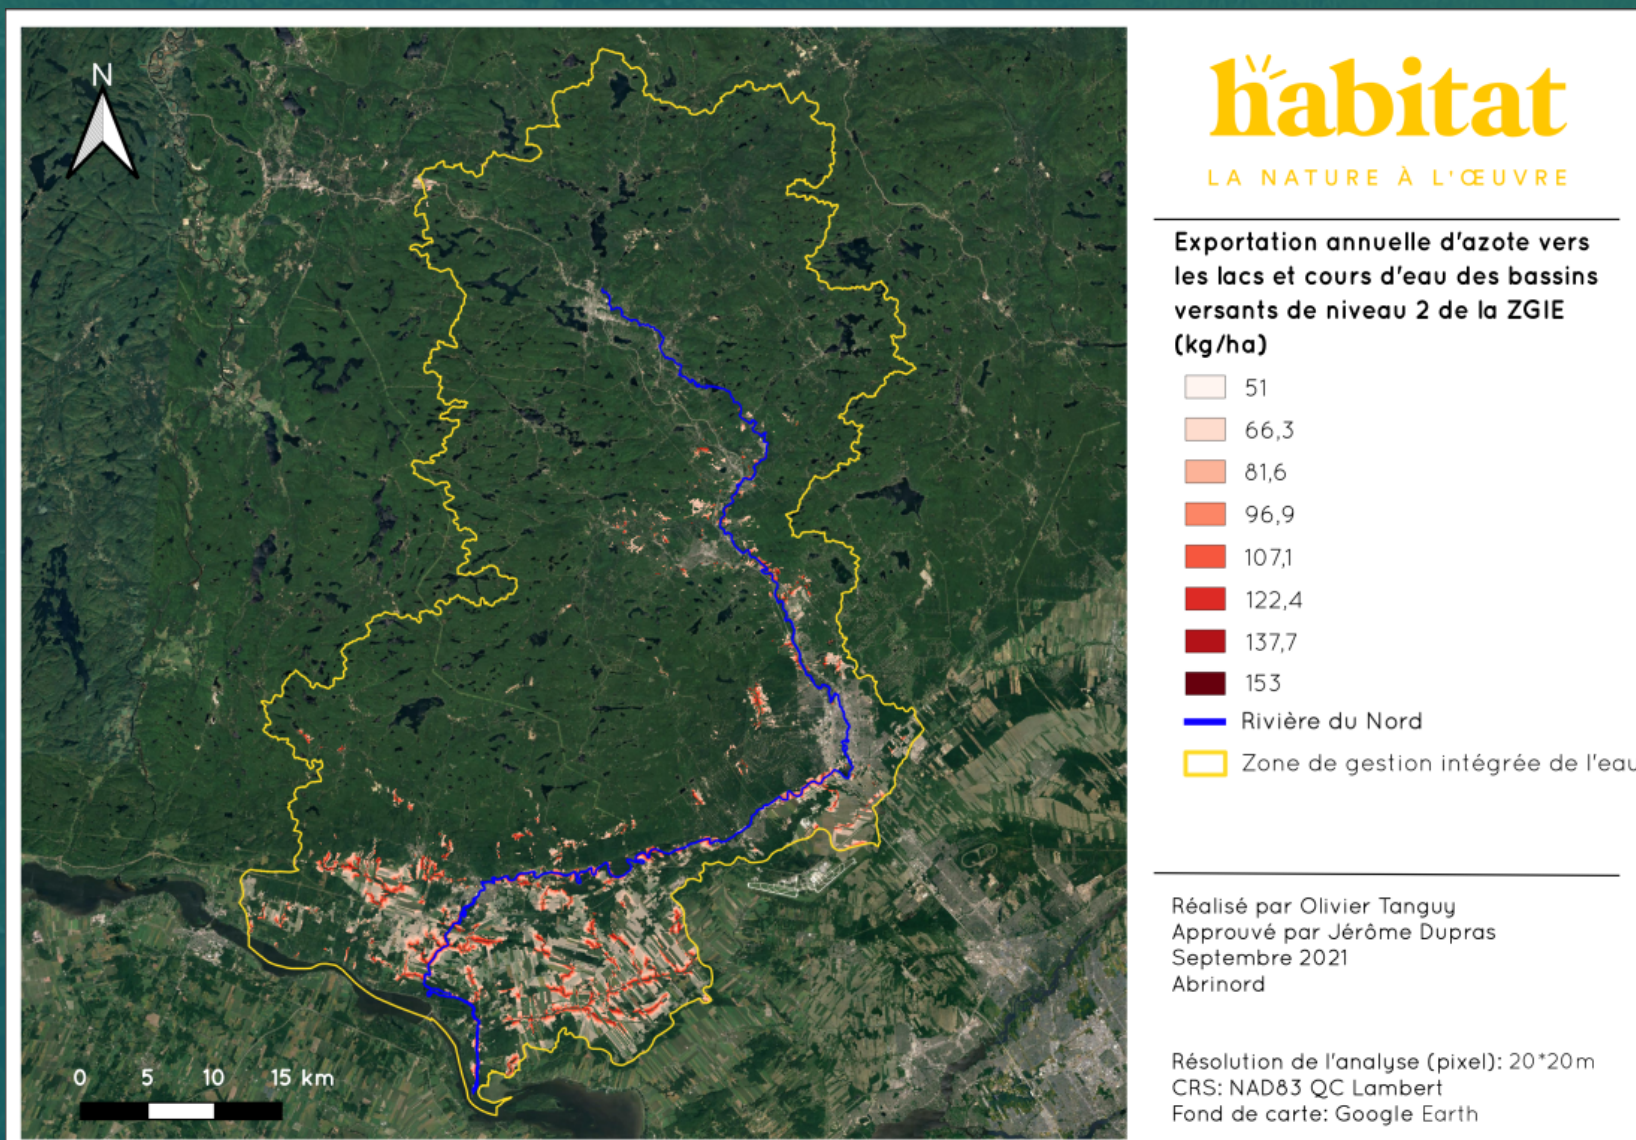 N
habitat
LA NATURE À L'ŒUVRE
Exportation annuelle d'azote vers
les lacs et cours d'eau des bassins
versants de niveau 2 de la ZGIE
(kg/ha)
51
66,3
81,6
96,9
107,1
122,4
137,7
153
Rivière du Nord
Zone de gestion intégrée de l'eau
Réalisé par Olivier Tanguy
Approuvé par Jérôme Dupras
Septembre 2021
Abrinord
Résolution de l'analyse (pixel): 20*20m
CRS: NAD83 QC Lambert
Fond de carte: Google Earth
0 5 10 15 km